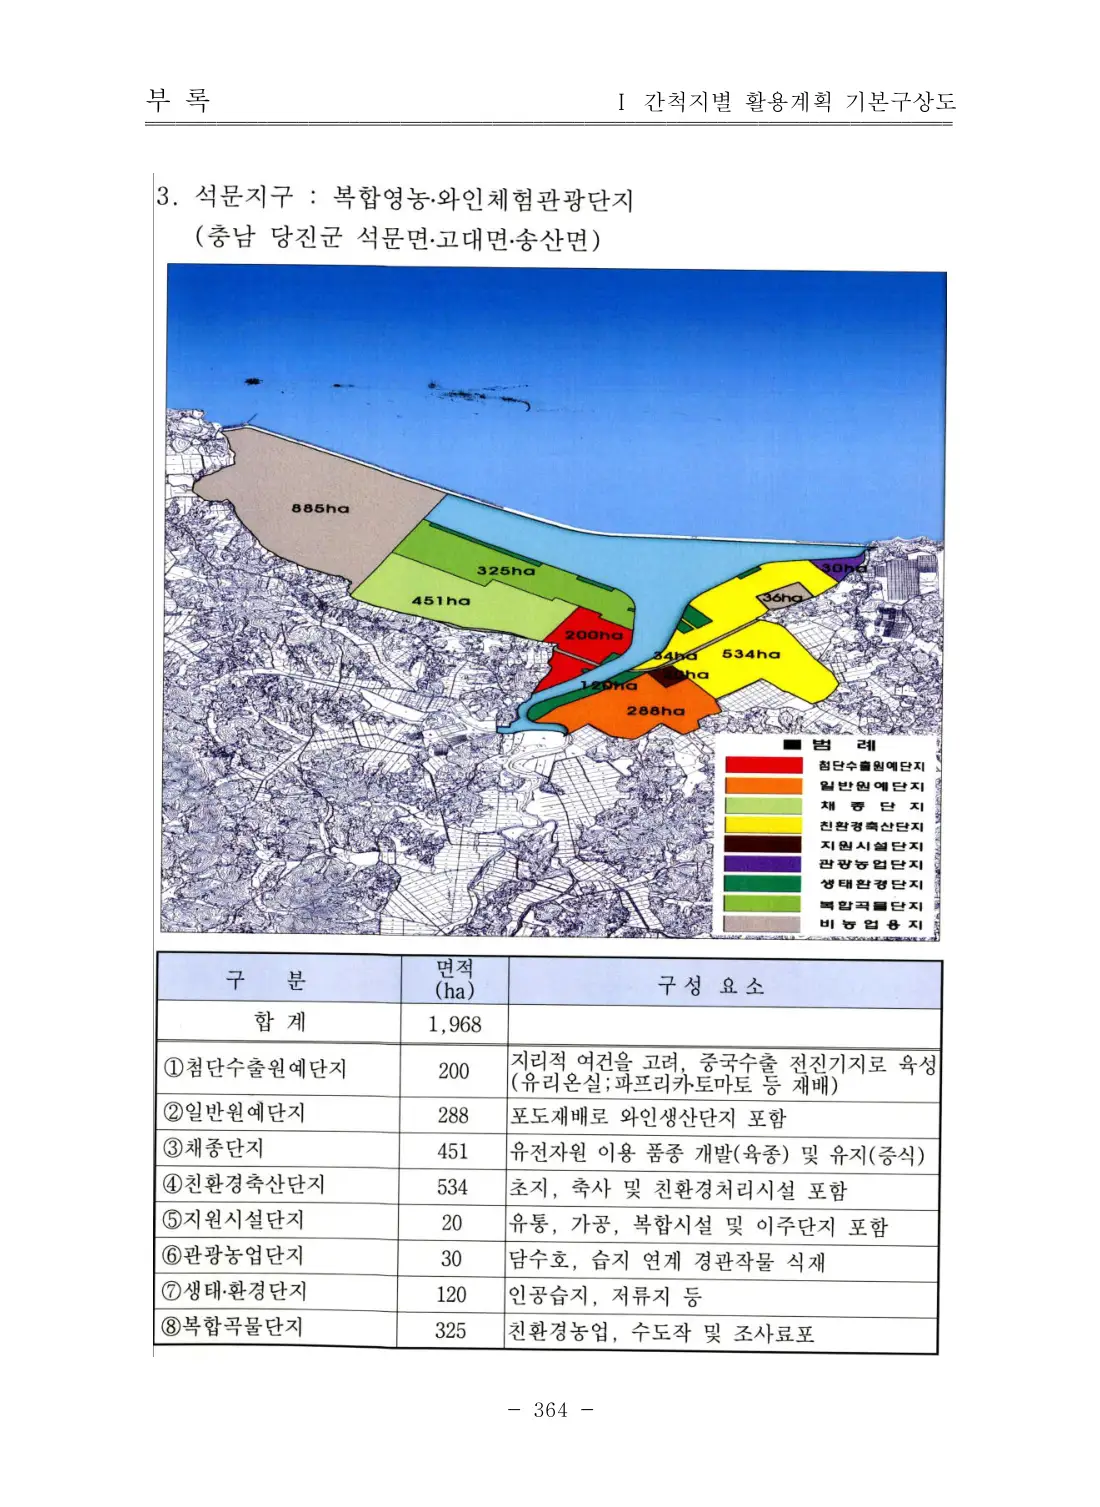 부 록
Ⅰ 간척지별 활용계획 기본구상도
3. 석문지구 : 복합영농·와인체험관광단지
(충남 당진군 석문면·고대면·송산면)
885ha
325ha
451ha
30ha
36ha
200ha
534ha
34ha
120ha
288ha
■ 범 례
첨단수출원예단지
일반원예단지
채 종 단 지
친환경축산단지
지원시설단지
관광농업단지
생태환경단지
복합곡물단지
비농업용지
구 분 면적 (ha) 구성 요소
합 계 1,968
①첨단수출원예단지 200 지리적 여건을 고려, 중국수출 전진기지로 육성
(유리온실;파프리카·토마토 등 재배)
②일반원예단지 288 포도재배로 와인생산단지 포함
③채종단지 451 유전자원 이용 품종 개발(육종) 및 유지(증식)
④친환경축산단지 534 초지, 축사 및 친환경처리시설 포함
⑤지원시설단지 20 유통, 가공, 복합시설 및 이주단지 포함
⑥관광농업단지 30 담수호, 습지 연계 경관작물 식재
⑦생태·환경단지 120 인공습지, 저류지 등
⑧복합곡물단지 325 친환경농업, 수도작 및 조사료포
- 364 -